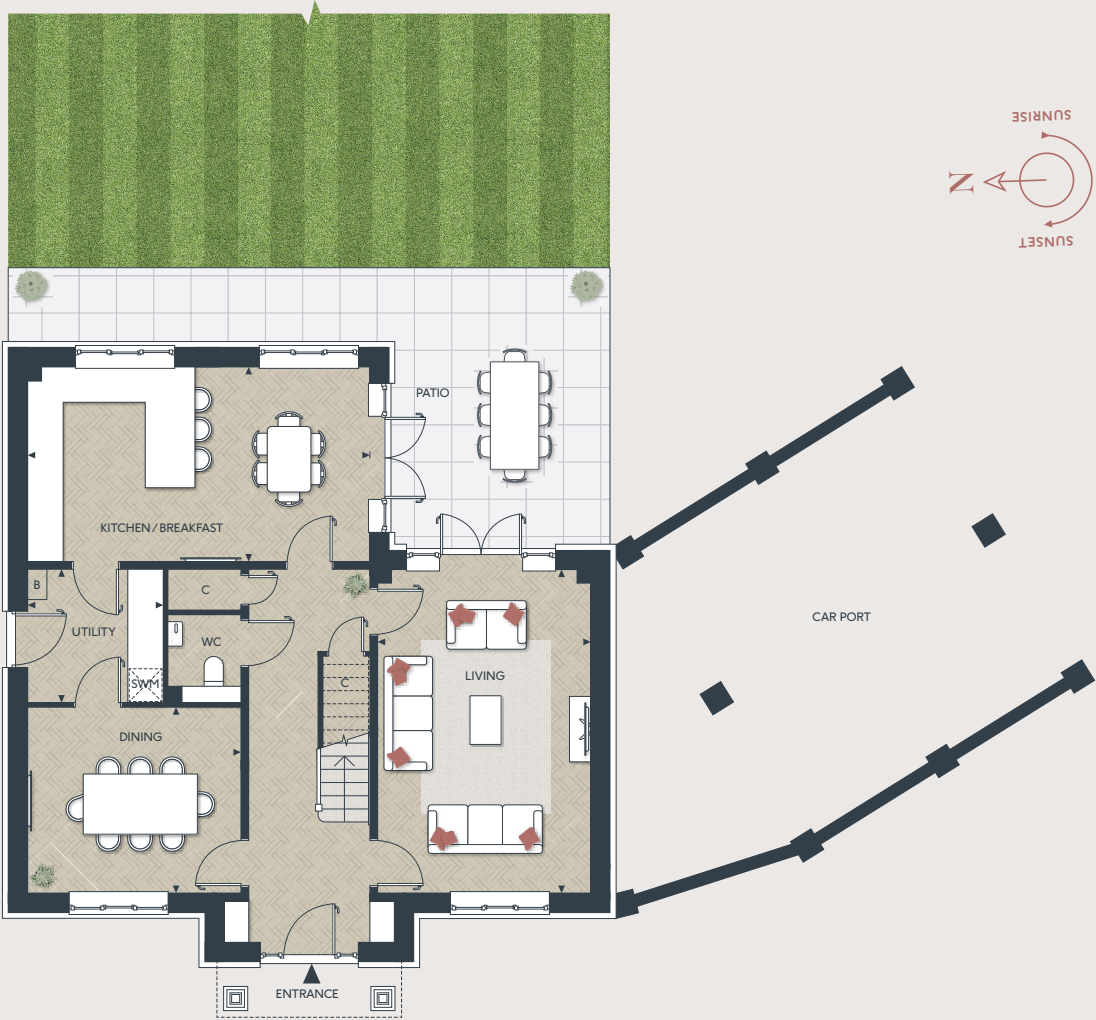 SUNRISE
N
SUNSET
PATIO
KITCHEN / BREAKFAST
B
C
CAR PORT
UTILITY
WC
SWM
C
LIVING
DINING
ENTRANCE